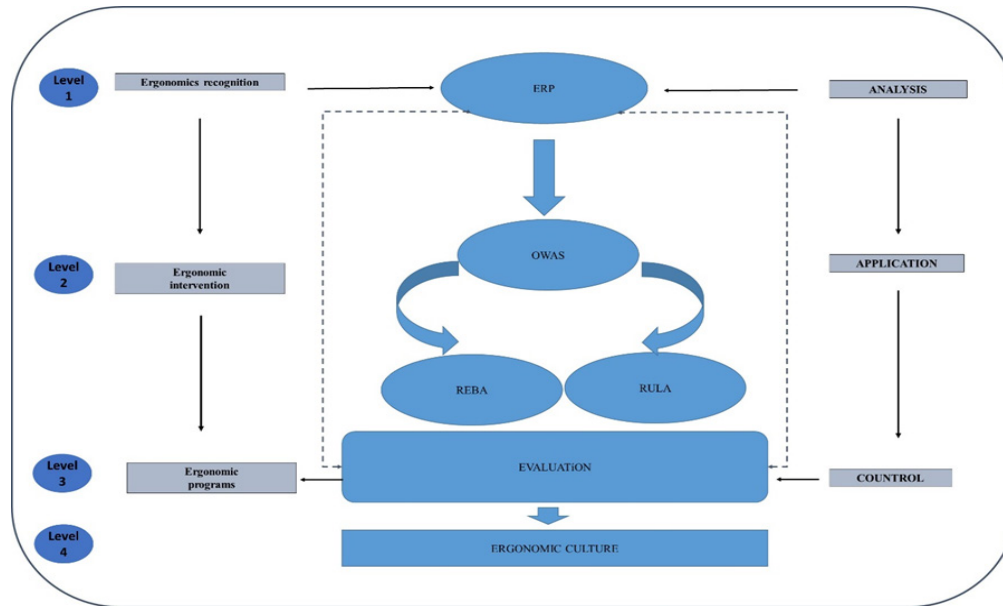 Level
1
Ergonomics recognition
ERP
ANALYSIS
OWAS
Level
2
Ergonomic
intervention
APPLICATION
REBA
RULA
Level
3
Ergonomic
programs
EVALUATiON
COUNTROL
Level
4
ERGONOMIC CULTURE